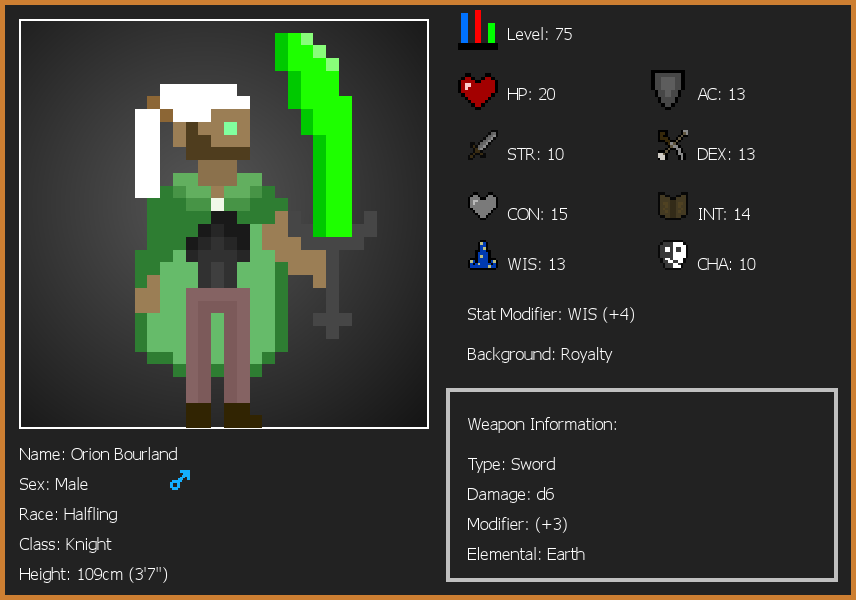 Level: 75
HP: 20
AC: 13
STR: 10
DEX: 13
CON: 15
INT: 14
WIS: 13
CHA: 10
Stat Modifier: WIS (+4)
Background: Royalty
Weapon Information:
Type: Sword
Damage: d6
Modifier: (+3)
Elemental: Earth
Name: Orion Bourland
Sex: Male
Race: Halfling
Class: Knight
Height: 109cm (3'7")